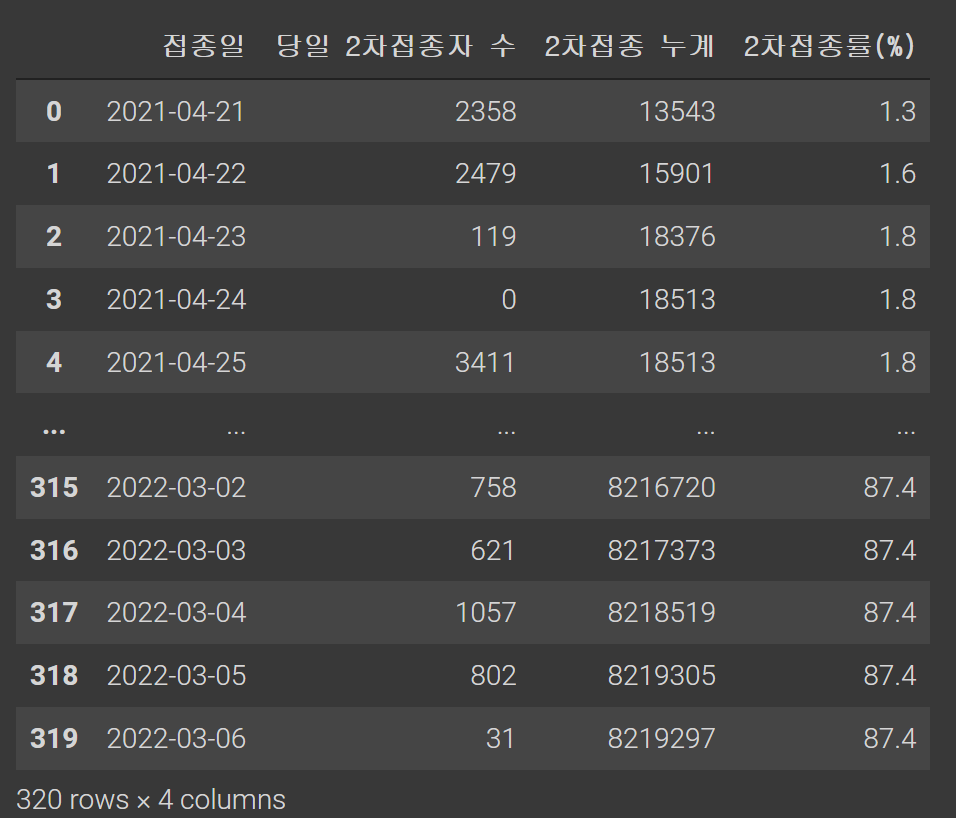 접종일 당일 2차접종자 수 2차접종 누계 2차접종률(%)
0 2021-04-21 2358 13543 1.3
1 2021-04-22 2479 15901 1.6
2 2021-04-23 119 18376 1.8
3 2021-04-24 0 18513 1.8
4 2021-04-25 3411 18513 1.8
... ... ... ... ...
315 2022-03-02 758 8216720 87.4
316 2022-03-03 621 8217373 87.4
317 2022-03-04 1057 8218519 87.4
318 2022-03-05 802 8219305 87.4
319 2022-03-06 31 8219297 87.4
320 rows × 4 columns